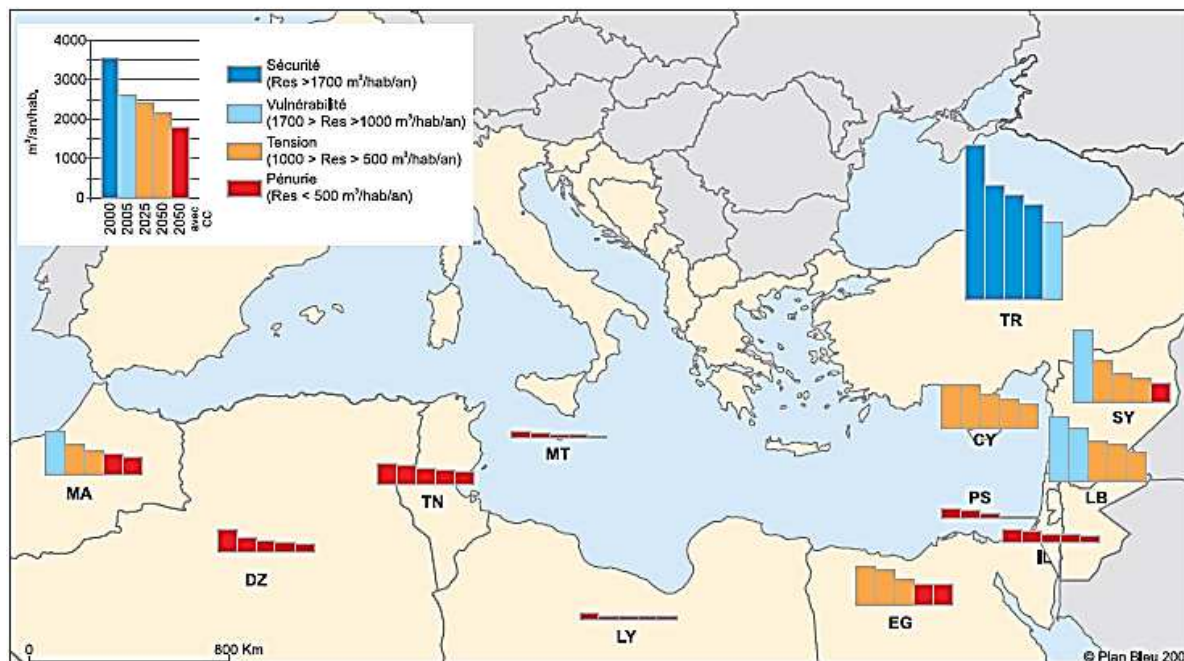 4000
3000
2000
1000
0
m³/an/hab.
2000
2005
2025
2050
2050
avec
CC
Sécurité
(Res >1700 m³/hab/an)
Vulnérabilité
(1700 > Res >1000 m³/hab/an)
Tension
(1000 > Res > 500 m³/hab/an)
Pénurie
(Res < 500 m³/hab/an)
TR
SY
CY
MT
MA
TN
PS
LB
IL
DZ
EG
LY
0
800 Km
© Plan Bleu